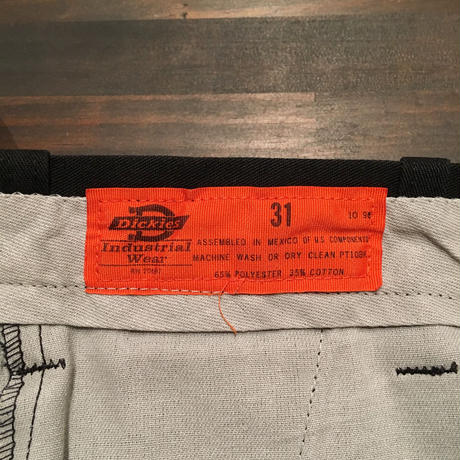 Dickies
Industrial
Wear
31
ASSEMBLED IN MEXICO OF U.S. COMPONENTS
MACHINE WASH OR DRY CLEAN
65% POLYESTER 35% COTTON